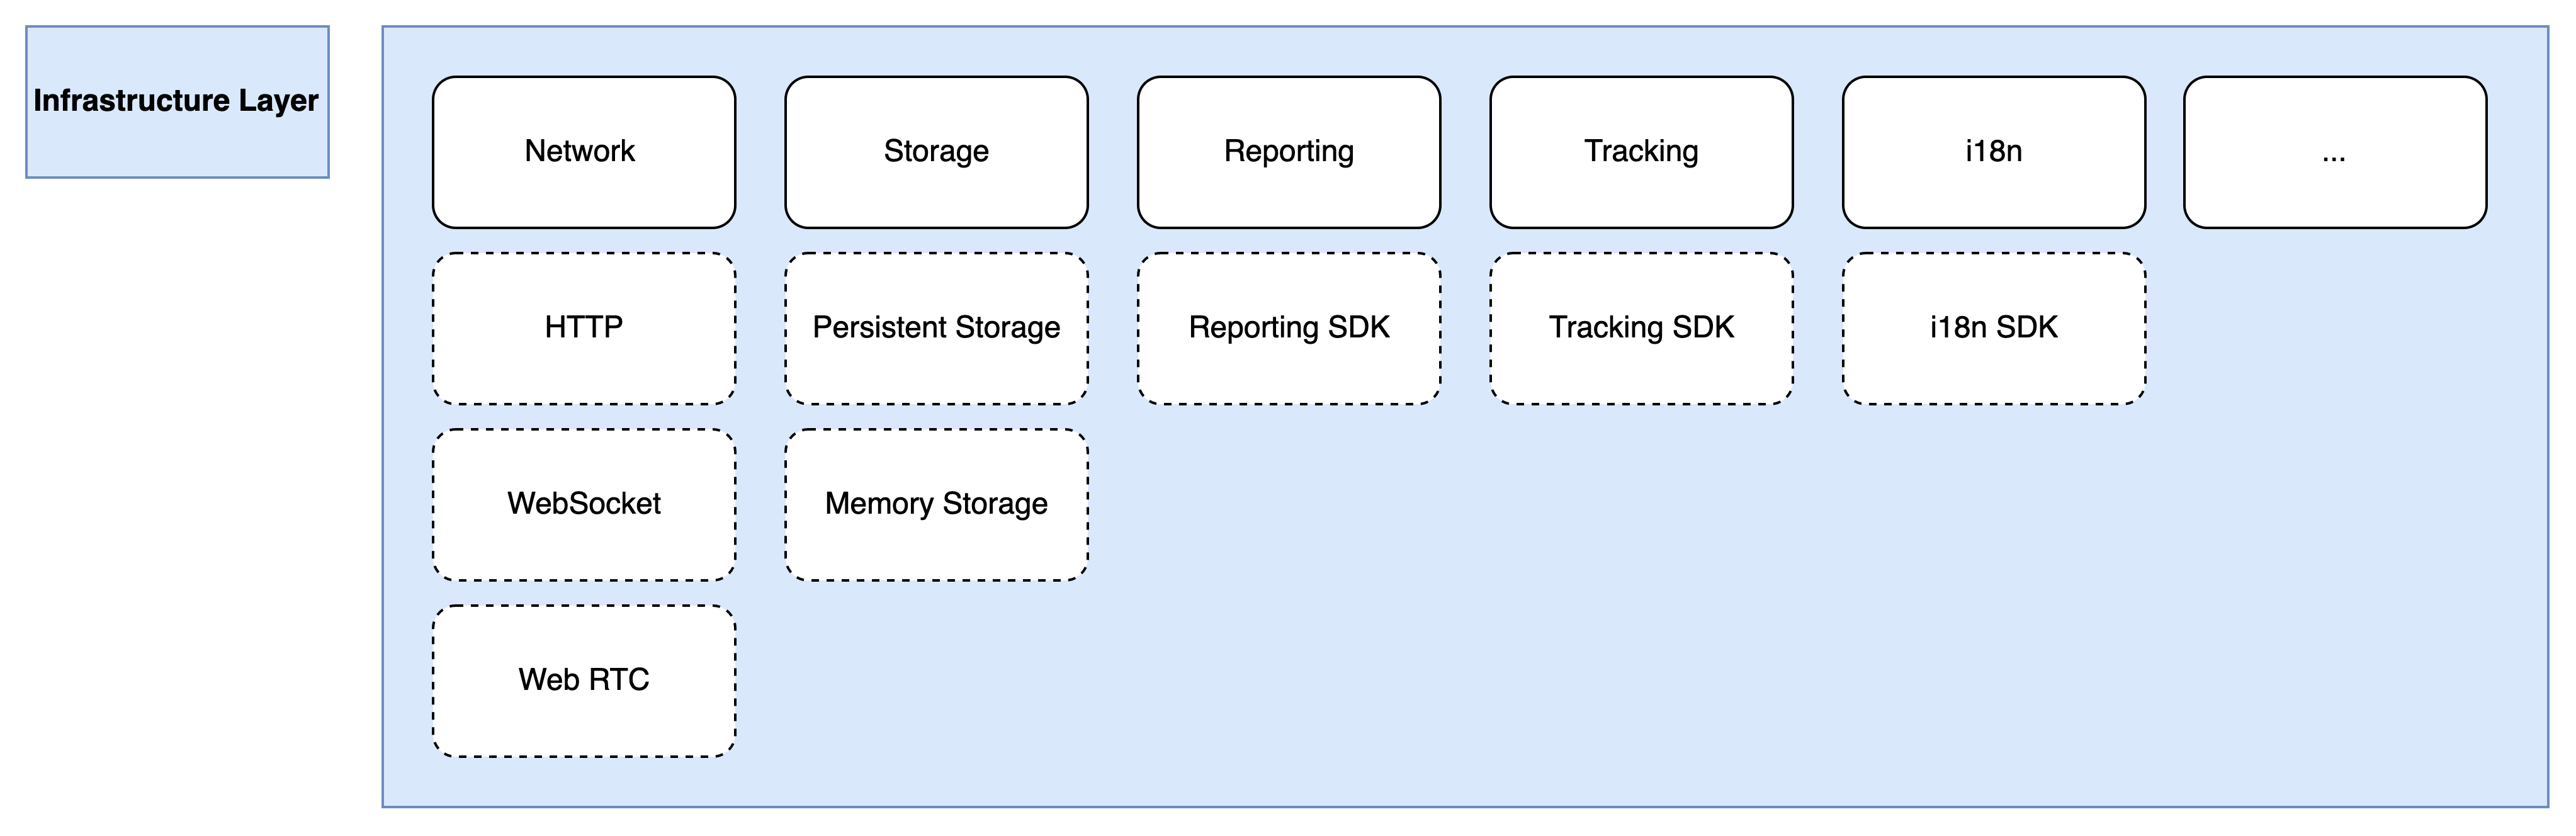 Infrastructure Layer
Network
Storage
Reporting
Tracking
i18n
...
HTTP
Persistent Storage
Reporting SDK
Tracking SDK
i18n SDK
WebSocket
Memory Storage
Web RTC